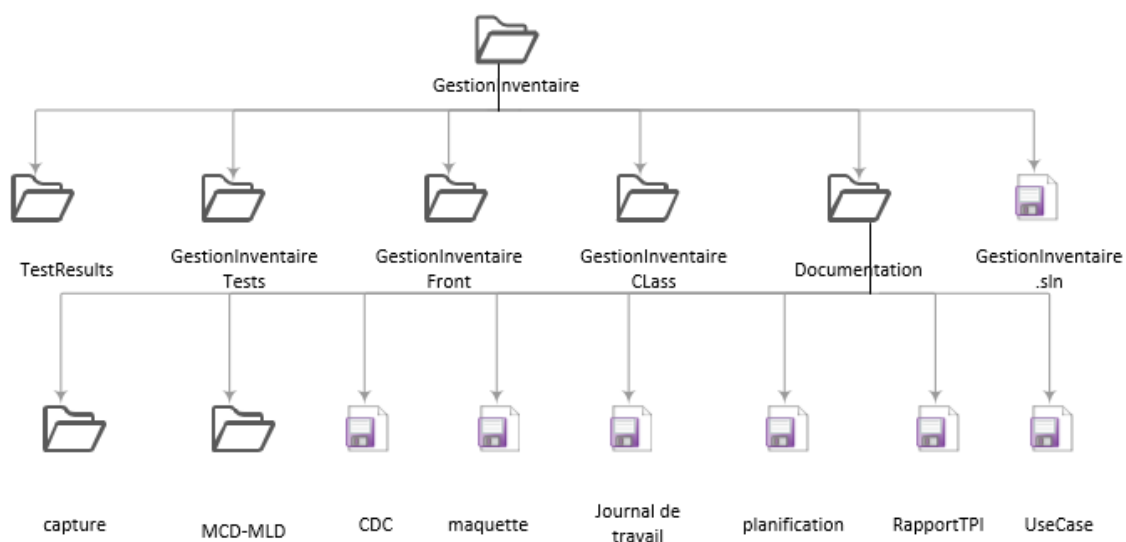 GestionInventaire
TestResults
GestionInventaire
Tests
GestionInventaire
Front
GestionInventaire
CLass
Documentation
GestionInventaire
.sln
capture
MCD-MLD
CDC
maquette
Journal de
travail
planification
RapportTPI
UseCase